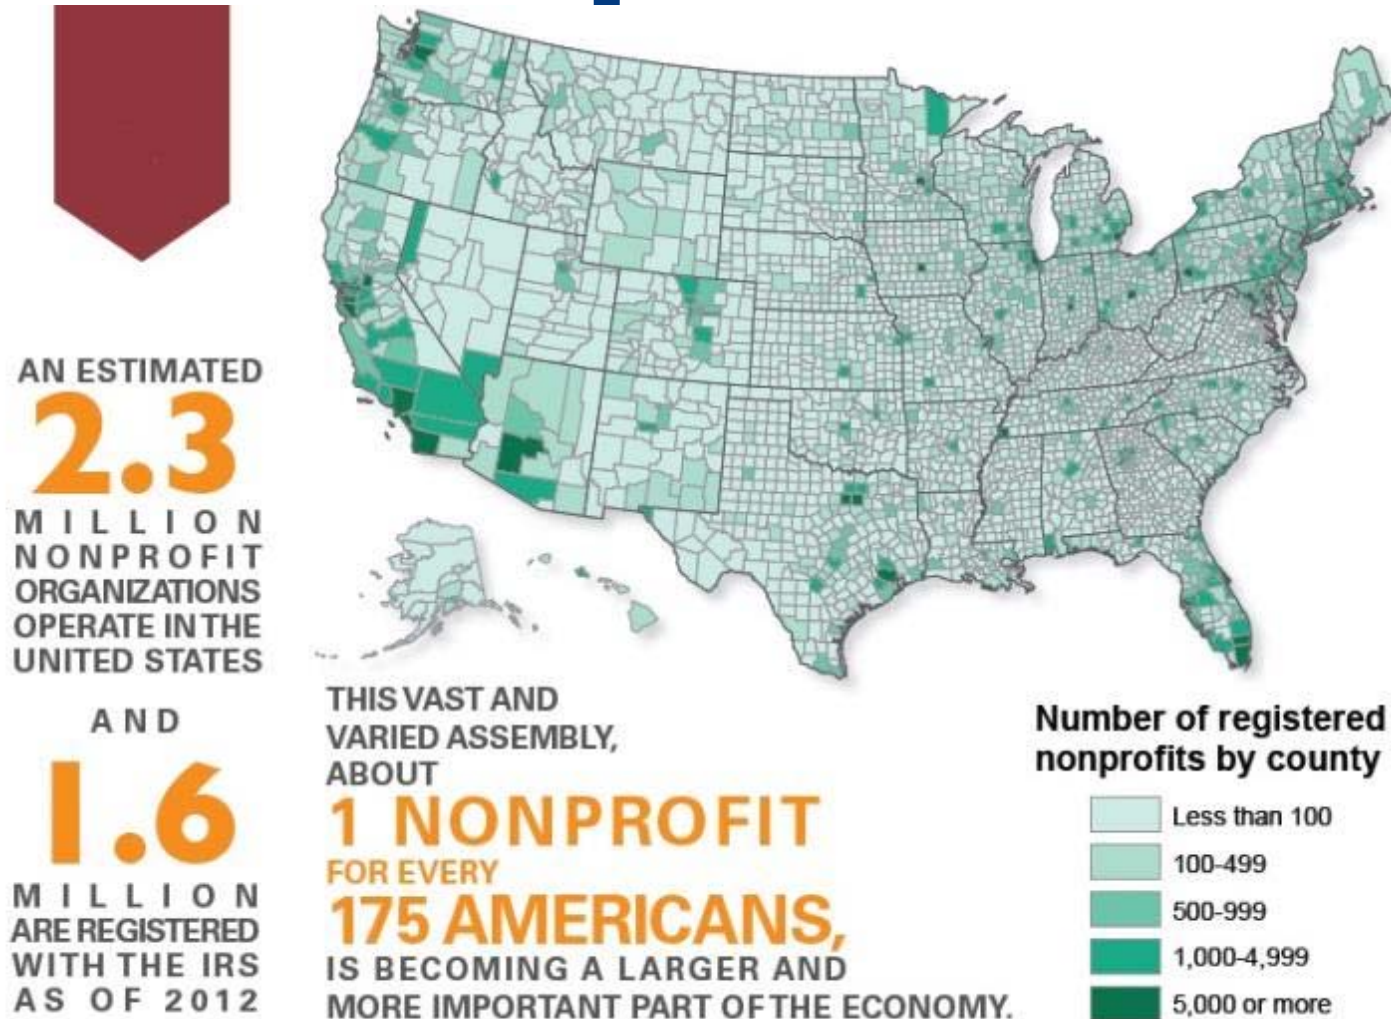 AN ESTIMATED
2.3
MILLION
NONPROFIT
ORGANIZATIONS
OPERATE IN THE
UNITED STATES
AND
1.6
MILLION
ARE REGISTERED
WITH THE IRS
AS OF 2012
THIS VAST AND
VARIED ASSEMBLY,
ABOUT
1 NONPROFIT
FOR EVERY
175 AMERICANS,
IS BECOMING A LARGER AND
MORE IMPORTANT PART OF THE ECONOMY.
Number of registered
nonprofits by county
Less than 100
100-499
500-999
1,000-4,999
5,000 or more